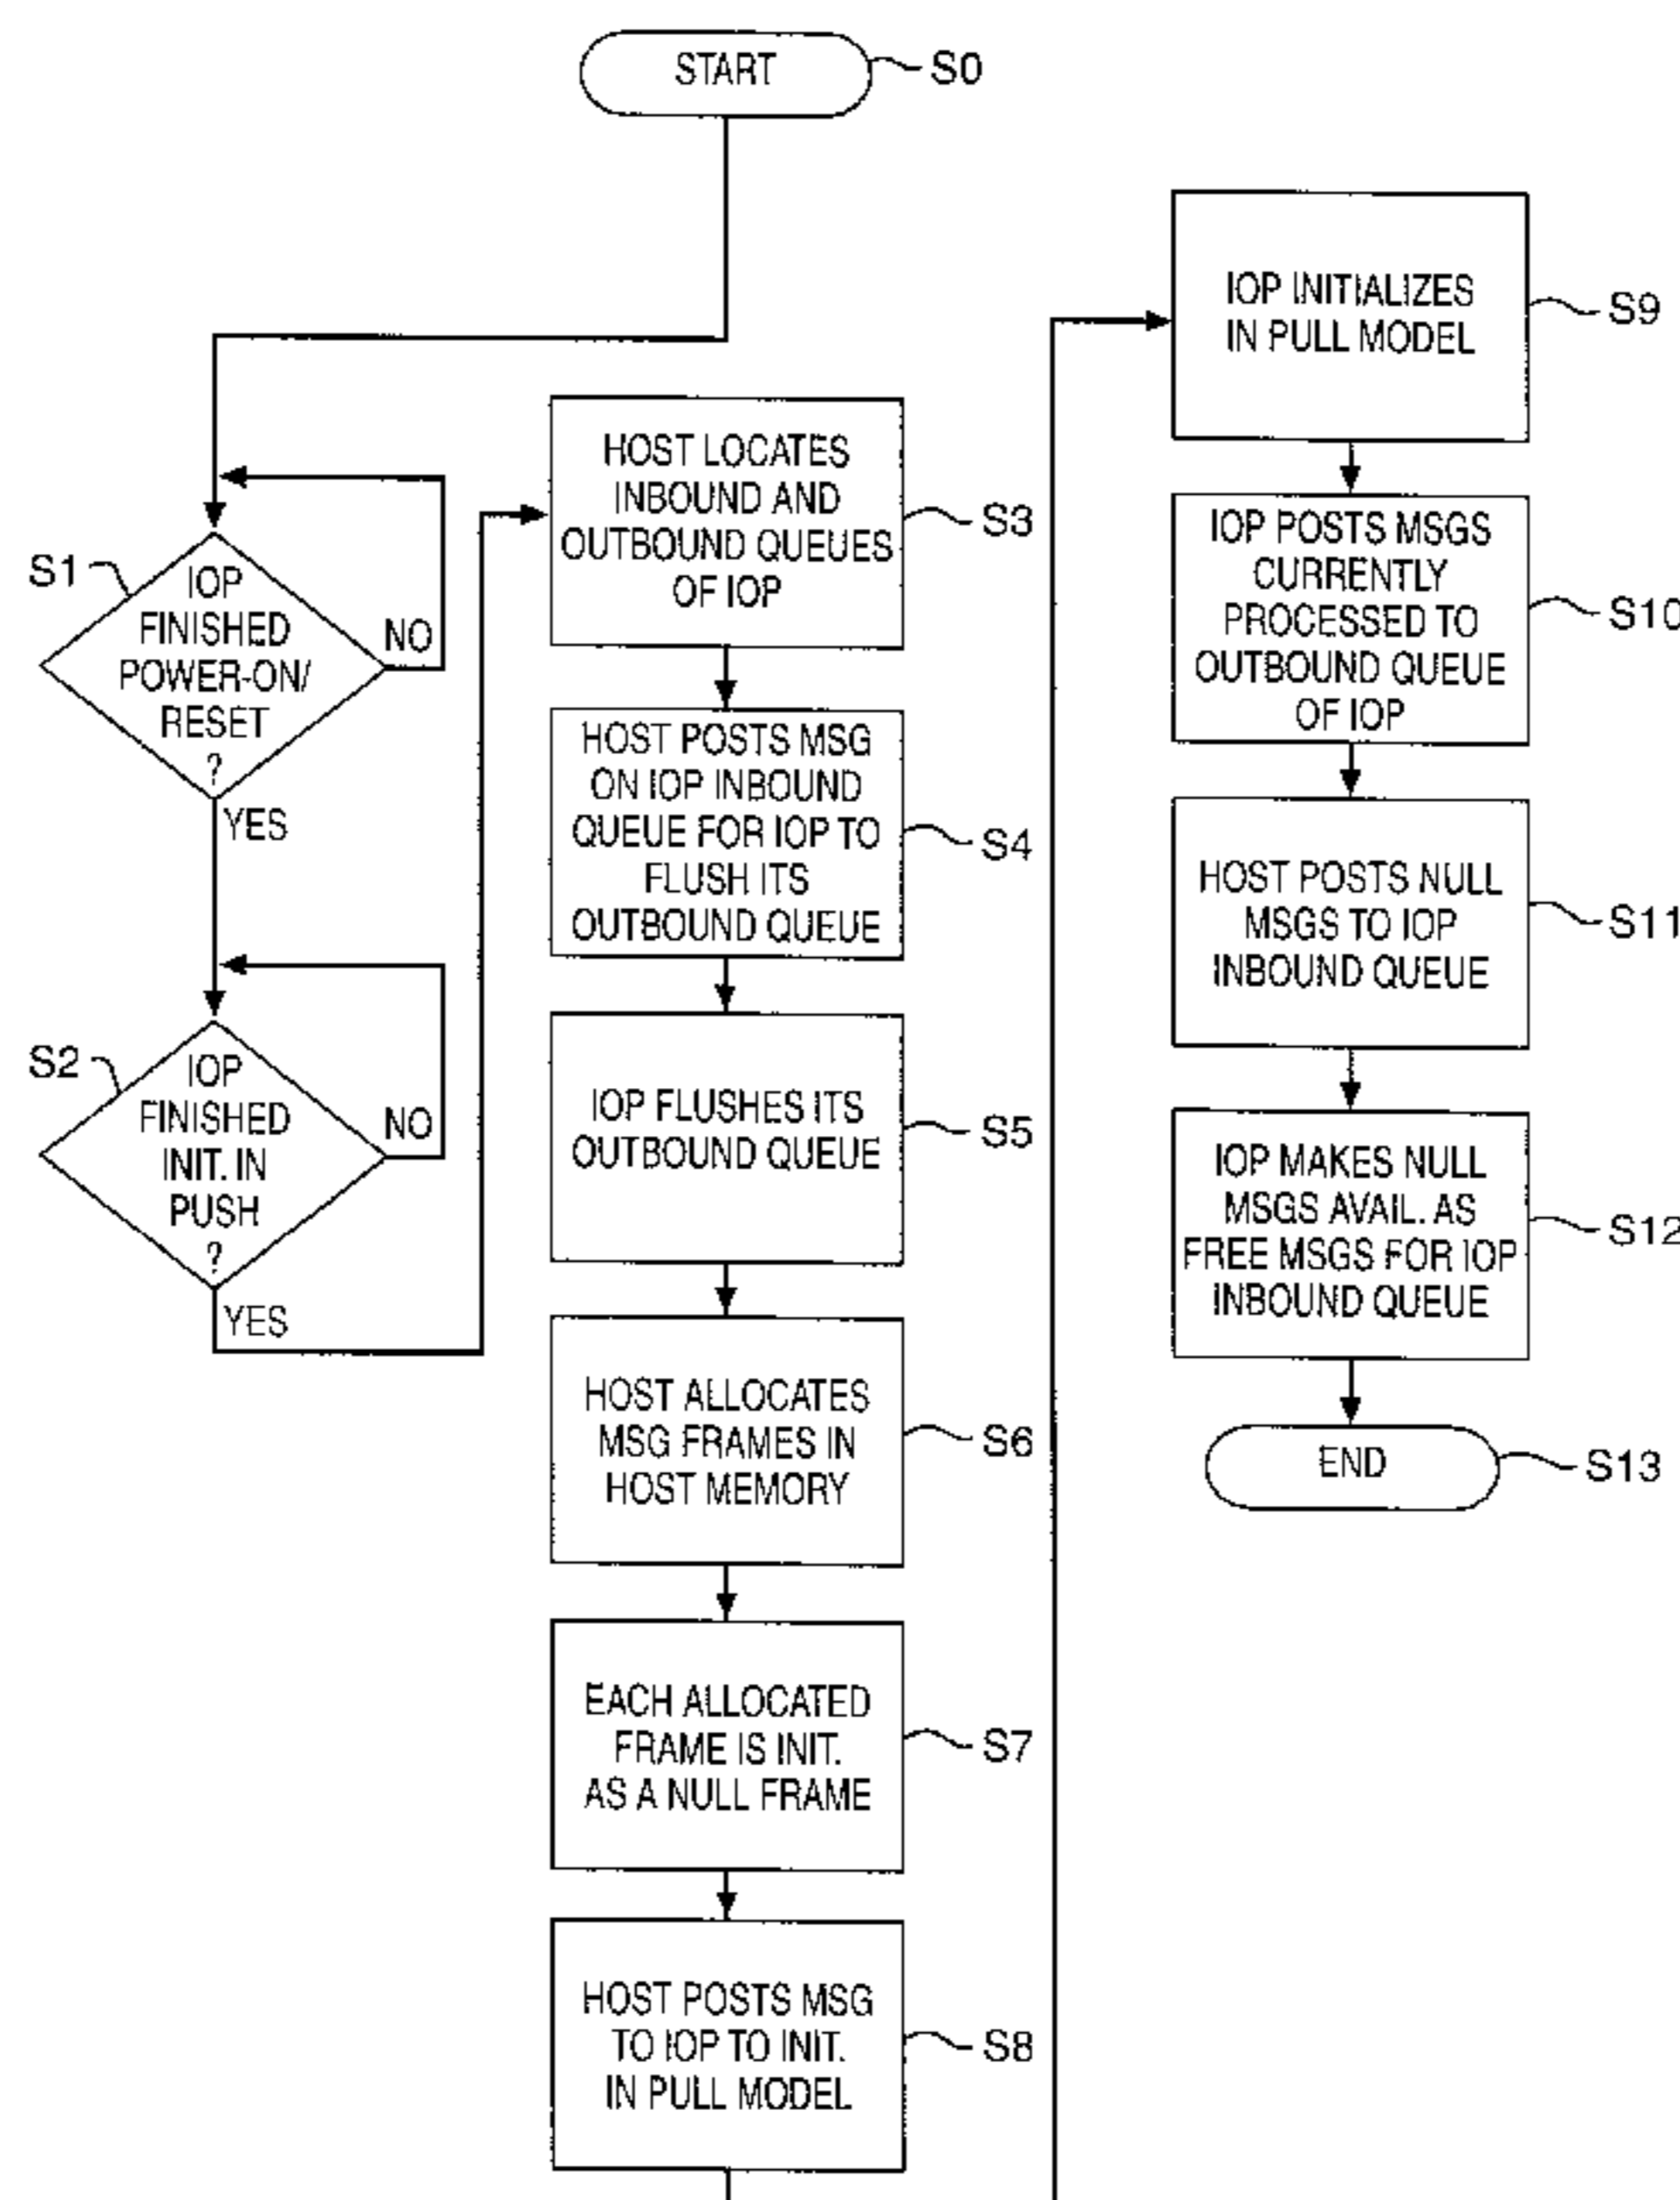 START
S0
S1
IOP
FINISHED
POWER-ON/
RESET
?
NO
YES
S2
IOP
FINISHED
INIT. IN
PUSH
?
NO
YES
HOST LOCATES
INBOUND AND
OUTBOUND QUEUES
OF IOP
S3
HOST POSTS MSG
ON IOP INBOUND
QUEUE FOR IOP TO
FLUSH ITS
OUTBOUND QUEUE
S4
IOP FLUSHES ITS
OUTBOUND QUEUE
S5
HOST ALLOCATES
MSG FRAMES IN
HOST MEMORY
S6
EACH ALLOCATED
FRAME IS INIT.
AS A NULL FRAME
S7
HOST POSTS MSG
TO IOP TO INIT.
IN PULL MODEL
S8
IOP INITIALIZES
IN PULL MODEL
S9
IOP POSTS MSGS
CURRENTLY
PROCESSED TO
OUTBOUND QUEUE
OF IOP
S10
HOST POSTS NULL
MSGS TO IOP
INBOUND QUEUE
S11
IOP MAKES NULL
MSGS AVAIL. AS
FREE MSGS FOR IOP
INBOUND QUEUE
S12
END
S13